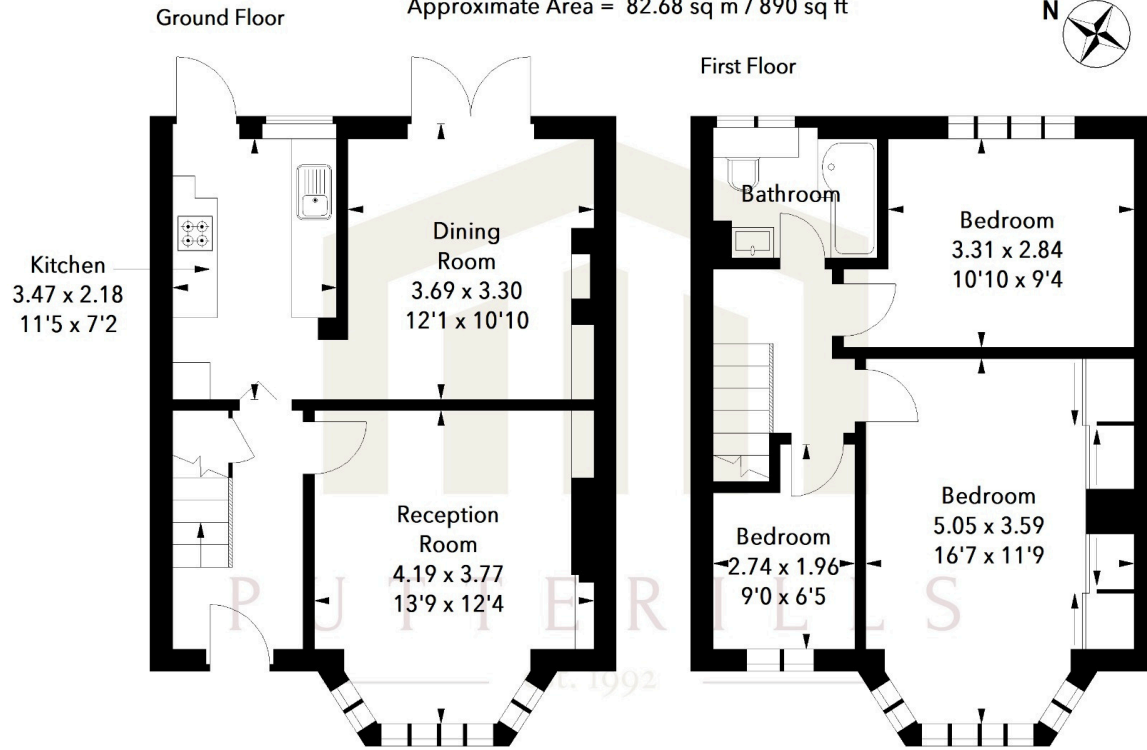 Approximate Area = 82.68 sq m / 890 sq ft
Ground Floor
N
First Floor
Kitchen
3.47 x 2.18
11'5 x 7'2
Dining
Room
3.69 x 3.30
12'1 x 10'10
Reception
Room
4.19 x 3.77
13'9 x 12'4
Bathroom
Bedroom
3.31 x 2.84
10'10 x 9'4
Bedroom
2.74 x 1.96
9'0 x 6'5
Bedroom
5.05 x 3.59
16'7 x 11'9
PUTTERILLS
t. 1992